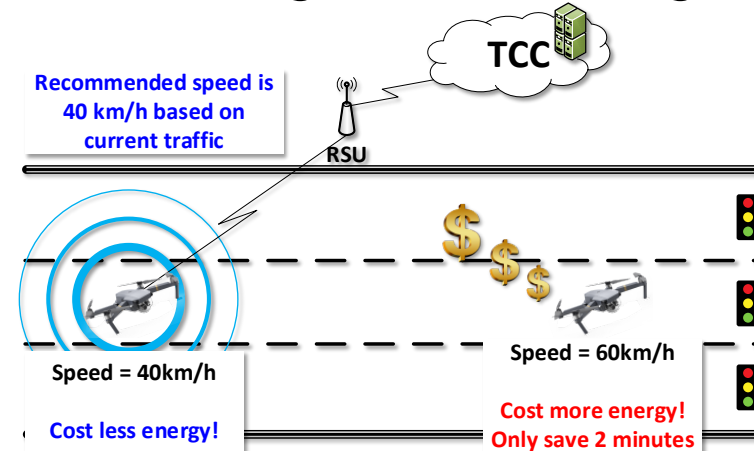 TCC
Recommended speed is
40 km/h based on
current traffic
RSU
$
$
$
Speed = 40km/h
Cost less energy!
Speed = 60km/h
Cost more energy!
Only save 2 minutes